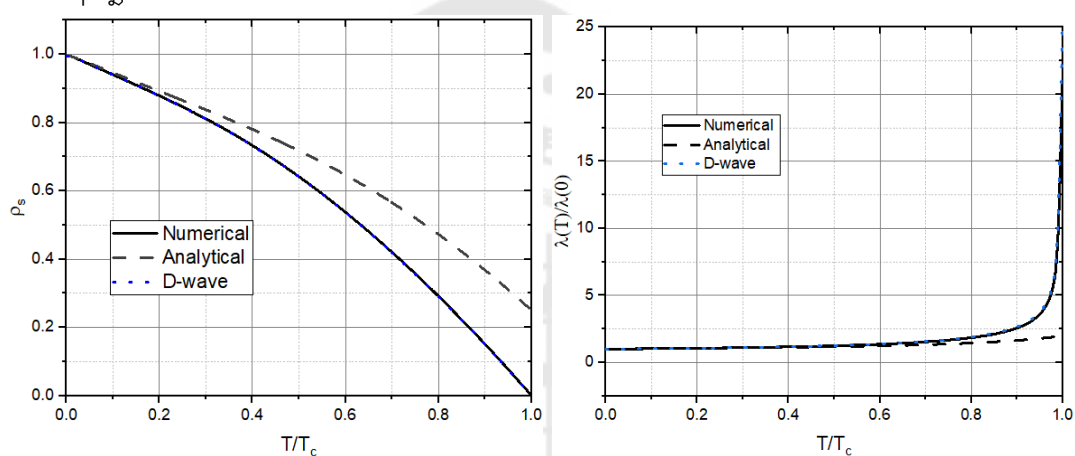 1.0
0.8
0.6
0.4
0.2
0.0
ρs
Numerical
Analytical
D-wave
0.0 0.2 0.4 0.6 0.8 1.0
T/Tc
25
20
15
10
5
0
λ(T)/λ(0)
Numerical
Analytical
D-wave
0.0 0.2 0.4 0.6 0.8 1.0
T/Tc